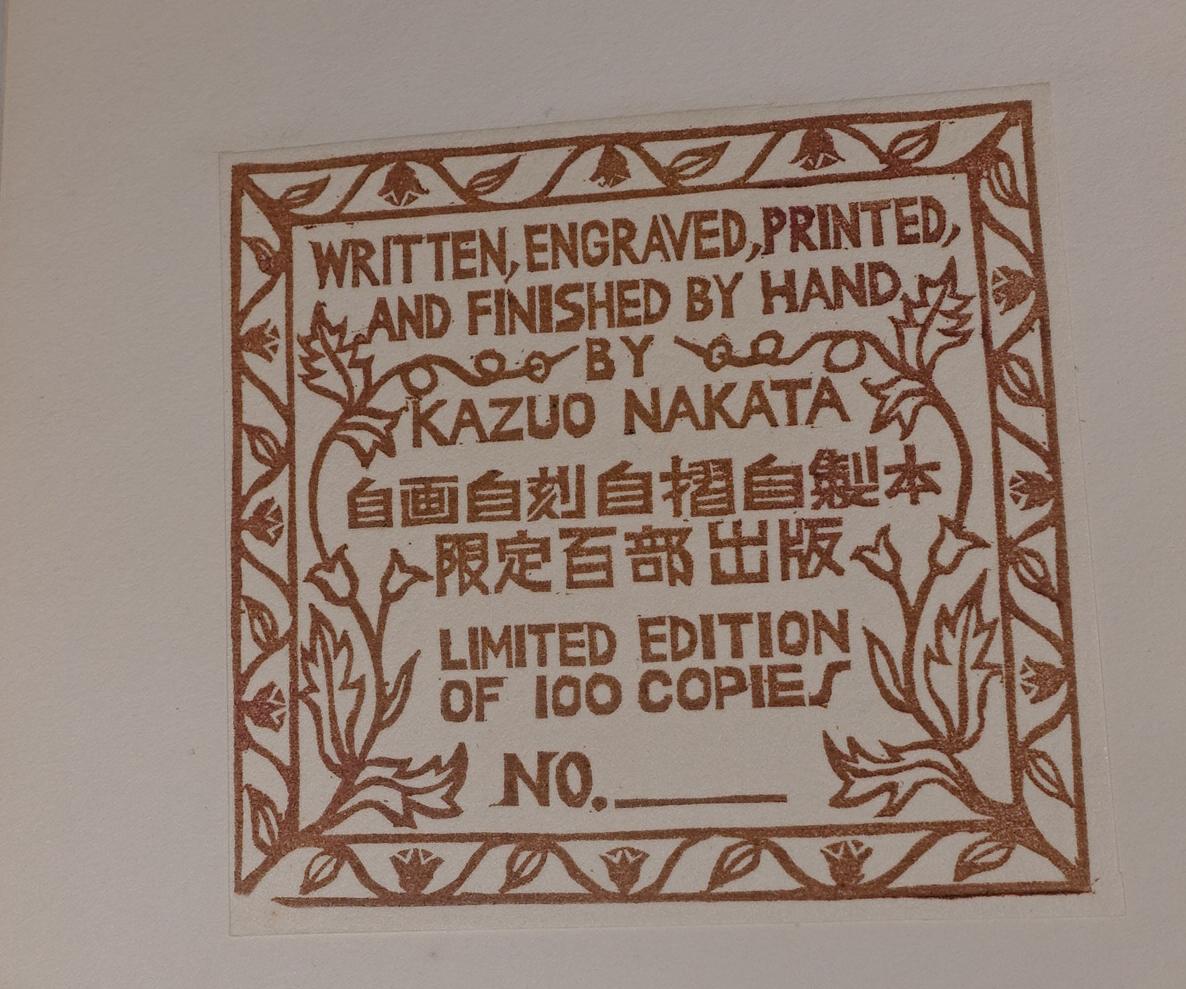 WRITTEN, ENGRAVED, PRINTED,
AND FINISHED BY HAND
BY
KAZUO NAKATA
自画自刻自摺自製本
限定百部出版
LIMITED EDITION
OF 100 COPIES
NO.